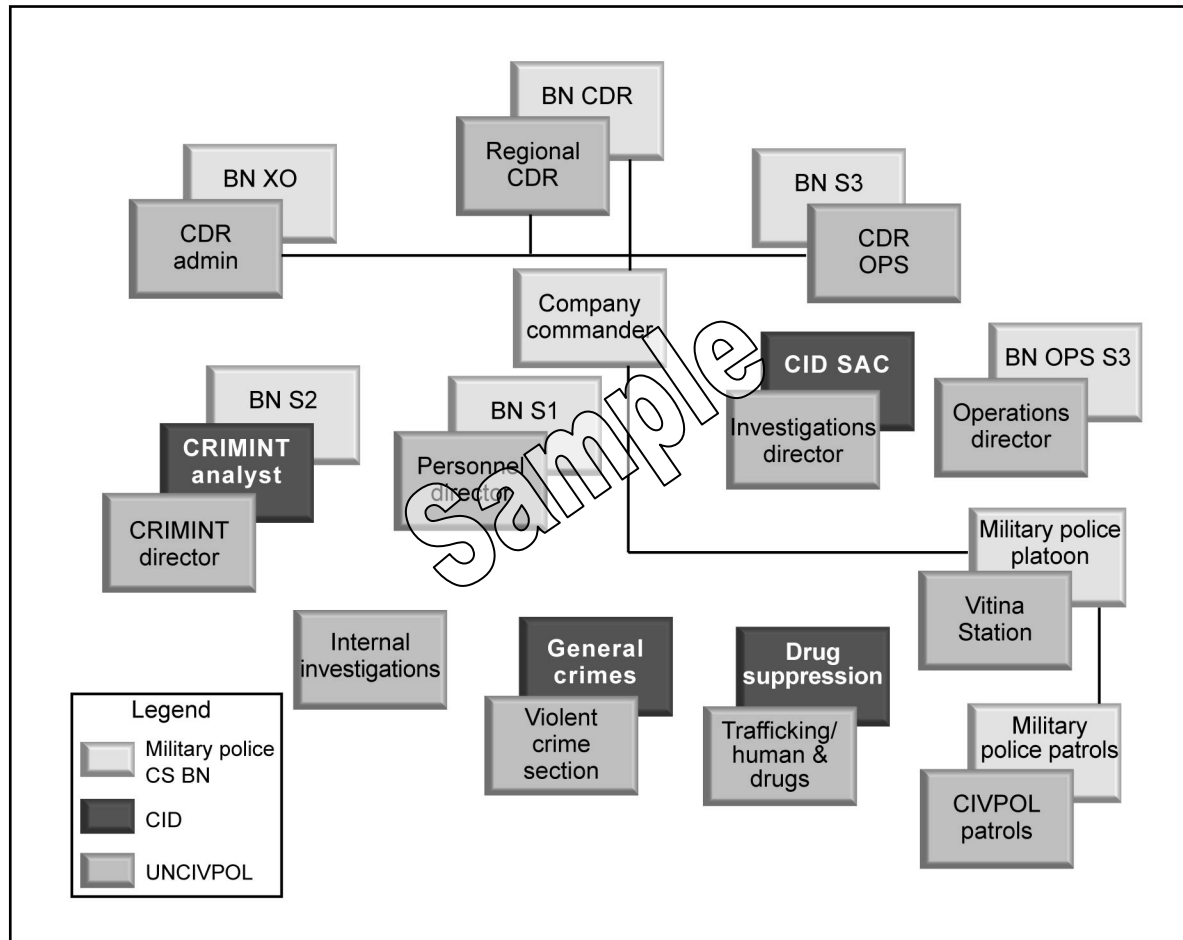 BN CDR
Regional
CDR
BN XO
CDR
admin
BN S3
CDR
OPS
Company
commander
CID SAC
Investigations
director
BN OPS S3
Operations
director
BN S2
CRIMINT
analyst
CRIMINT
director
BN S1
Personnel
director
Sample
Military police
platoon
Vitina
Station
Internal
investigations
General
crimes
Violent
crime
section
Drug
suppression
Trafficking/
human &
drugs
Military
police patrols
CIVPOL
patrols
Legend
Military police
CS BN
CID
UNCIVPOL